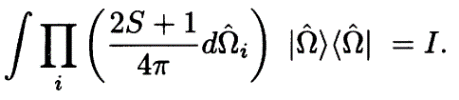 ∫ ∏_i ( (2S + 1)/(4π) dΩ̂_i ) |Ω̂⟩⟨Ω̂| = I.